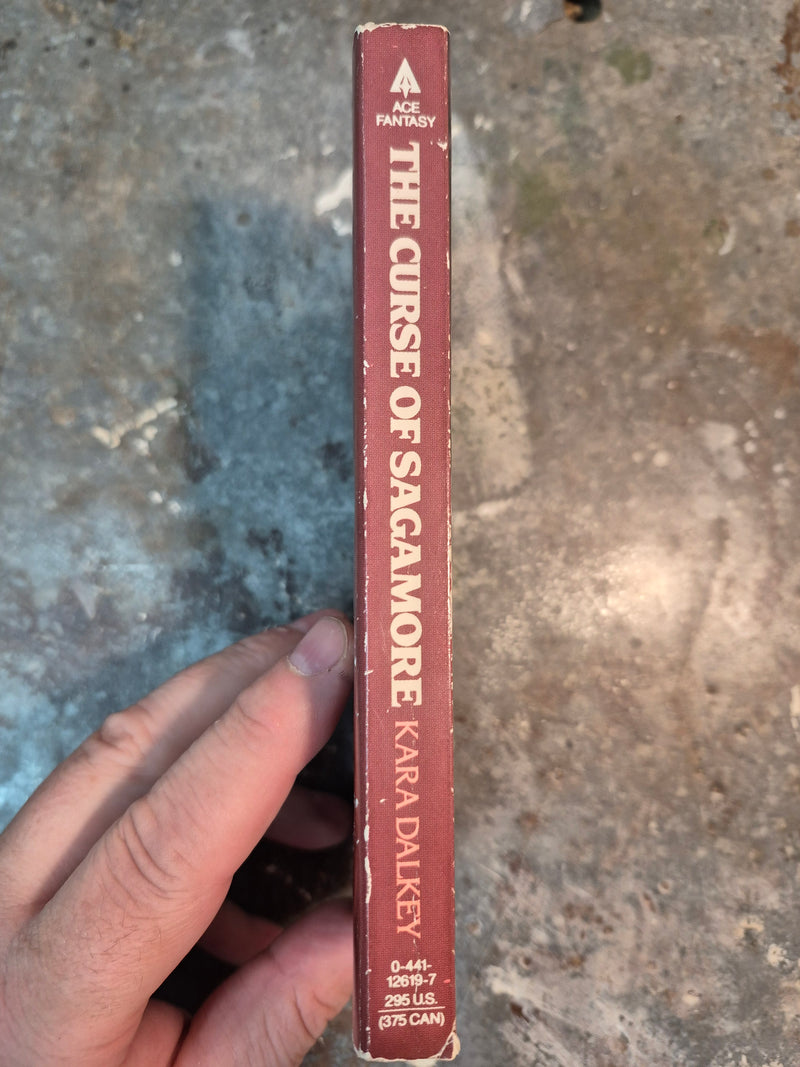 ACE
FANTASY
THE CURSE OF SAGAMORE
KARA DALKEY
0-441-
12619-7
295 U.S.
(375 CAN)